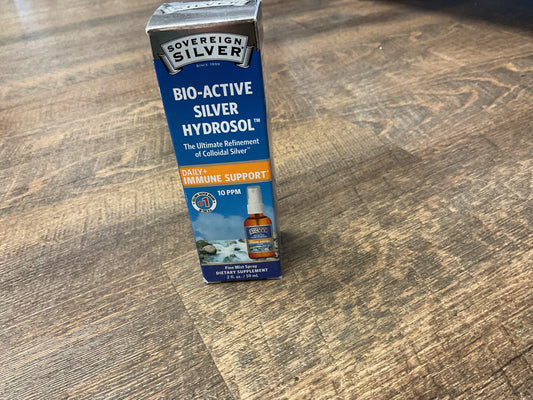 SOVEREIGN
SILVER
SINCE 1999
BIO-ACTIVE
SILVER
HYDROSOL™
The Ultimate Refinement
of Colloidal Silver™
DAILY+
IMMUNE SUPPORT*
10 PPM
#1
Fine Mist Spray
DIETARY SUPPLEMENT
2 fl. oz. / 59 mL